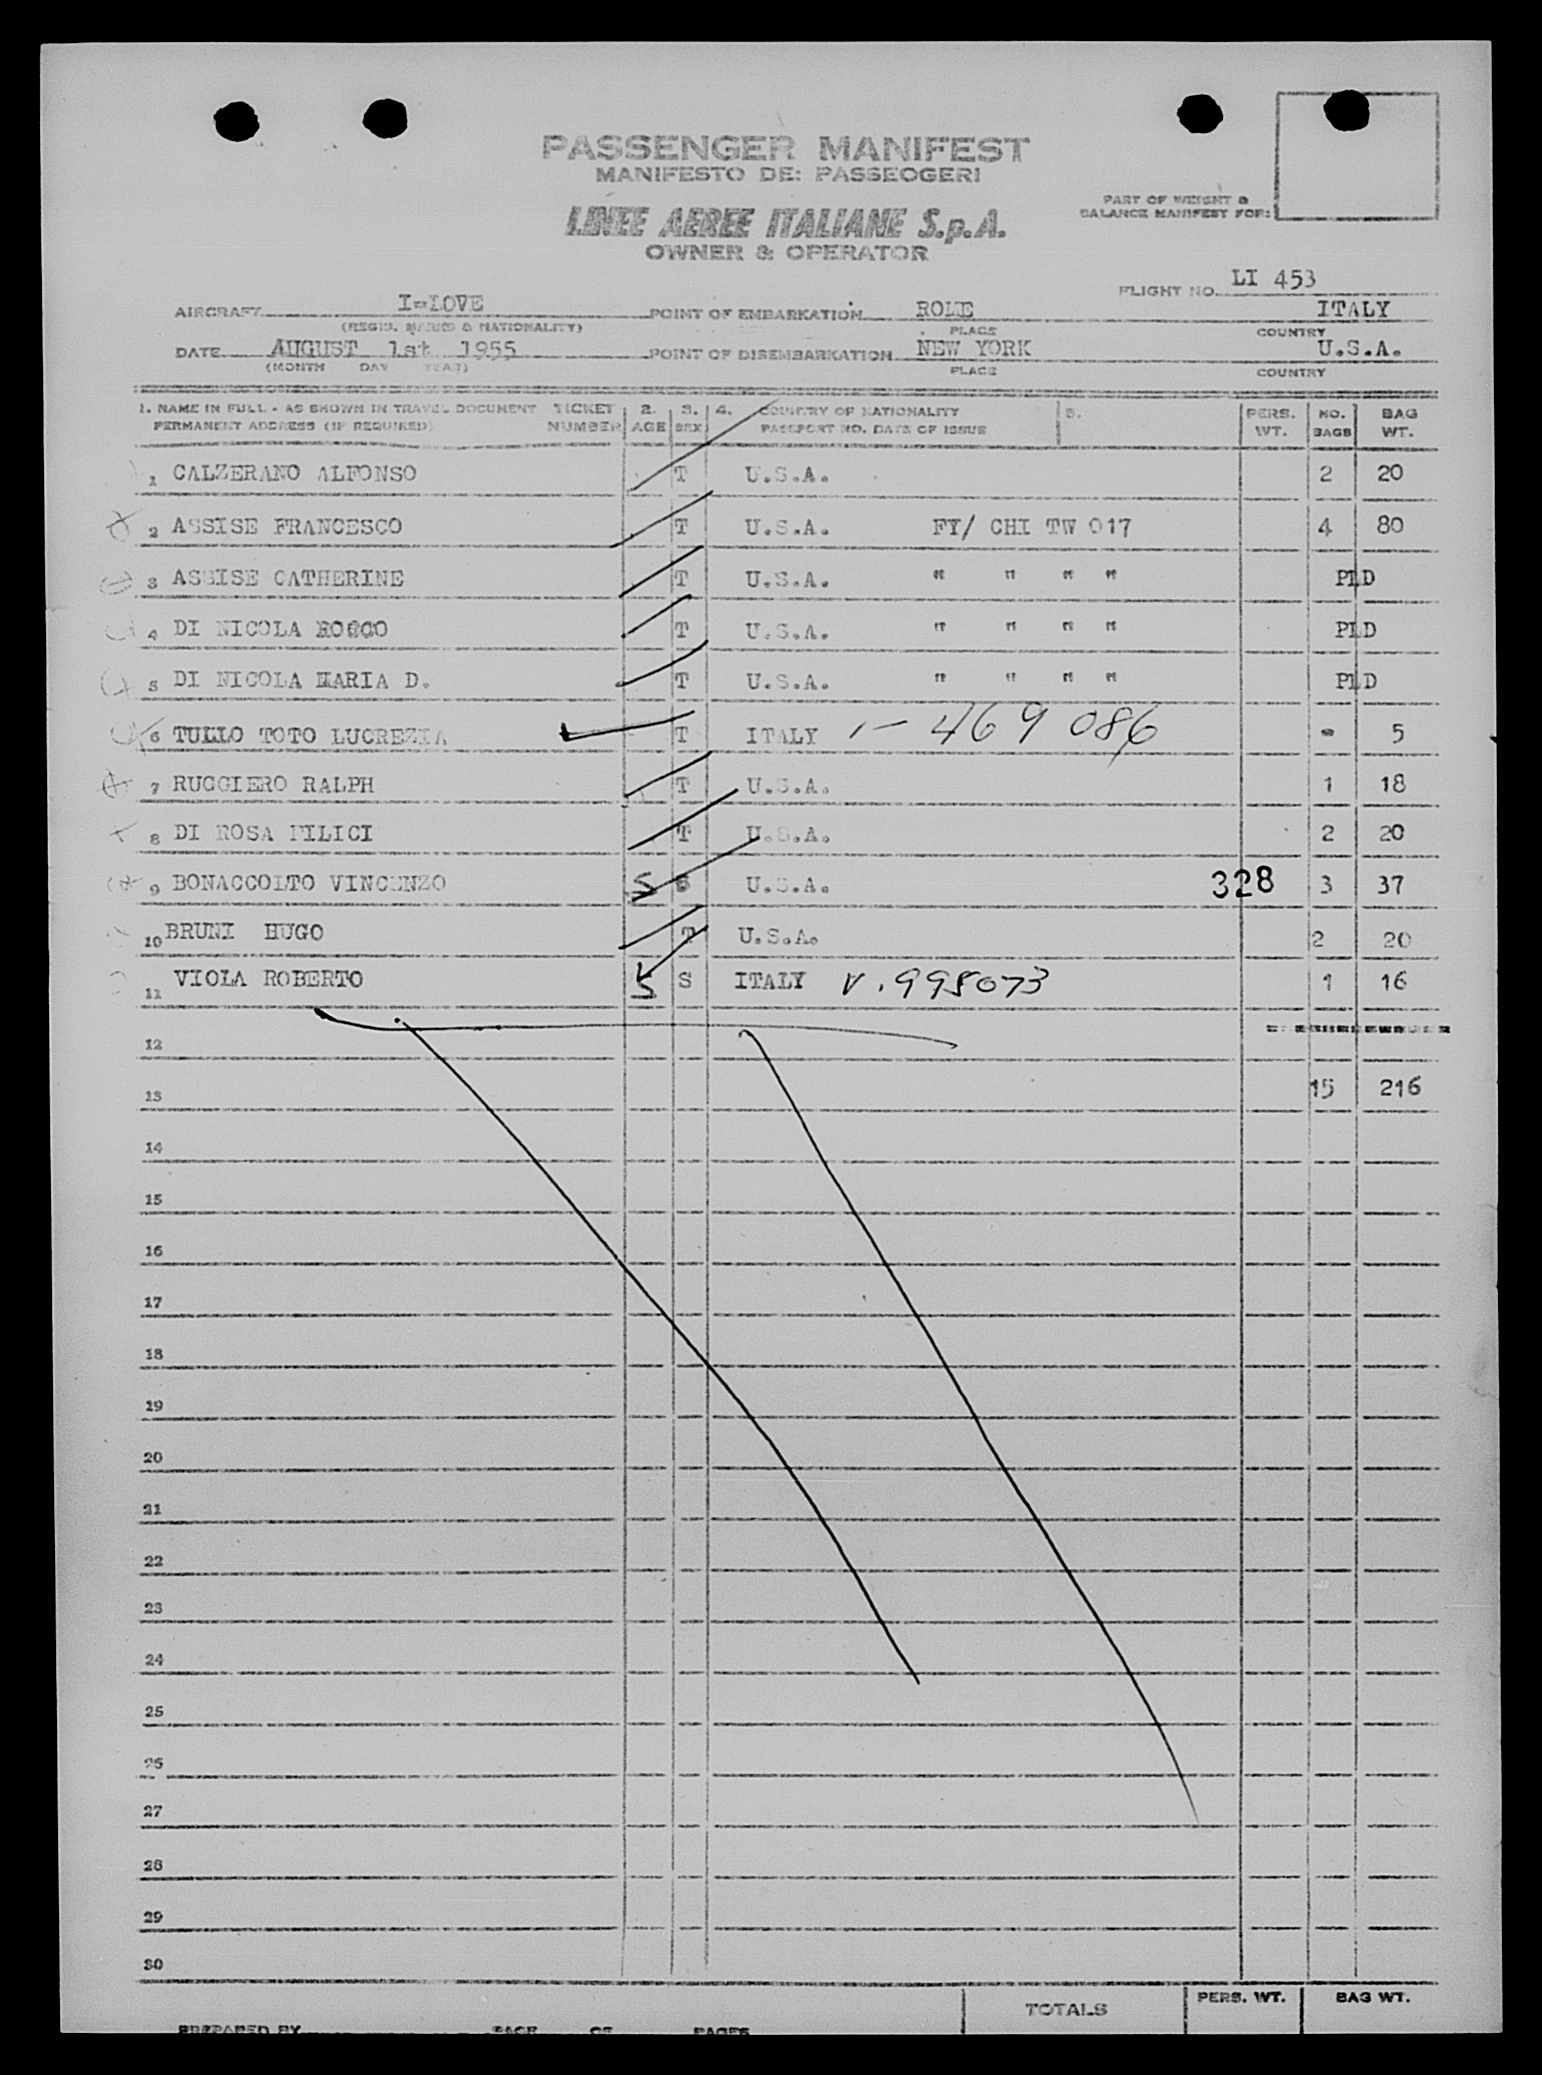 PASSENGER MANIFEST
MANIFESTO DE: PASSEOGERI
LINEE AEREE ITALIANE S.p.A.
OWNER & OPERATOR
PART OF WEIGHT &
BALANCE MANIFEST FOR:
FLIGHT NO. LI 453
AIRCRAFT I-LOVE POINT OF EMBARKATION ROME ITALY
(REGIS. MARKS & NATIONALITY) PLACE COUNTRY
DATE AUGUST 1st 1955 POINT OF DISEMBARKATION NEW YORK U.S.A.
(MONTH DAY YEAR) PLACE COUNTRY
1. NAME IN FULL - AS SHOWN IN TRAVEL DOCUMENT TICKET 2. 3. 4. COUNTRY OF NATIONALITY 5. PERS. NO. BAG
PERMANENT ADDRESS (IF REQUIRED) NUMBER AGE SEX PASSPORT NO. DATE OF ISSUE WT. BAGS WT.
1 CALZERANO ALFONSO T U.S.A. 2 20
2 ASSISE FRANCESCO T U.S.A. FY/ CHI TW 017 4 80
3 ASSISE CATHERINE T U.S.A. " " " " PLD
4 DI NICOLA ROCCO T U.S.A. " " " " PLD
5 DI NICOLA MARIA D. T U.S.A. " " " " PLD
6 TULLO TOTO LUCREZIA T ITALY 1-469 086 - 5
7 RUGGIERO RALPH T U.S.A. 1 18
8 DI ROSA FILICI T U.S.A. 2 20
9 BONACCOLTO VINCENZO S S U.S.A. 328 3 37
10 BRUNI HUGO T U.S.A. 2 20
11 VIOLA ROBERTO S S ITALY V.998073 1 16
12
13 15 216
14
15
16
17
18
19
20
21
22
23
24
25
26
27
28
29
30
TOTALS PERS. WT. BAG WT.
PREPARED BY PAGE OF PAGES